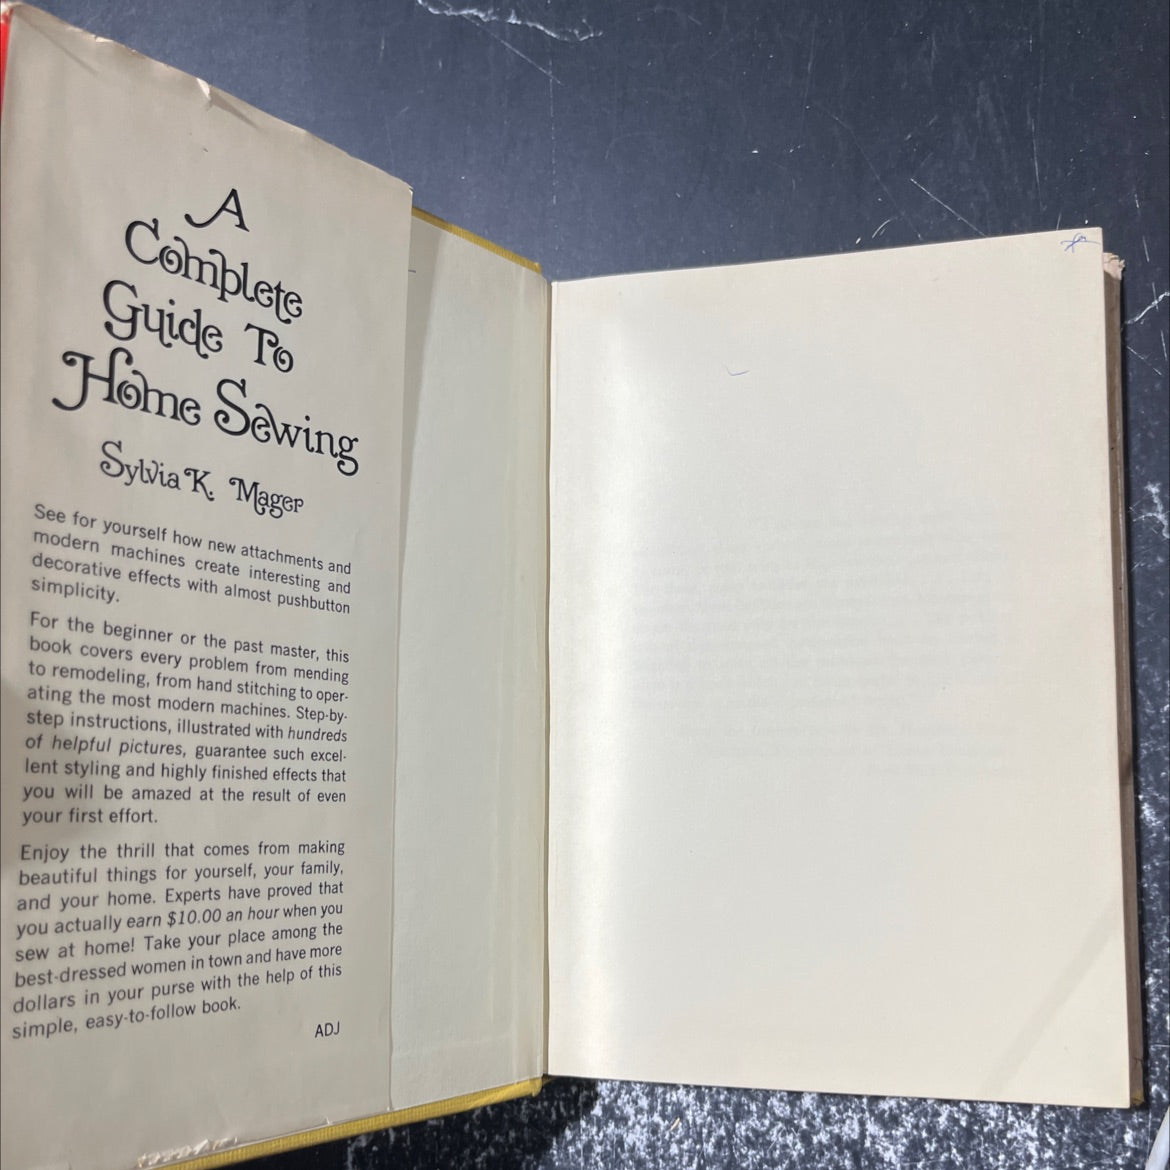 A
Complete
Guide To
Home Sewing
Sylvia K. Mager
See for yourself how new attachments and
modern machines create interesting and
decorative effects with almost pushbutton
simplicity.
For the beginner or the past master, this
book covers every problem from mending
to remodeling, from hand stitching to oper-
ating the most modern machines. Step-by-
step instructions, illustrated with hundreds
of helpful pictures, guarantee such excel-
lent styling and highly finished effects that
you will be amazed at the result of even
your first effort.
Enjoy the thrill that comes from making
beautiful things for yourself, your family,
and your home. Experts have proved that
you actually earn $10.00 an hour when you
sew at home! Take your place among the
best-dressed women in town and have more
dollars in your purse with the help of this
simple, easy-to-follow book.
ADJ